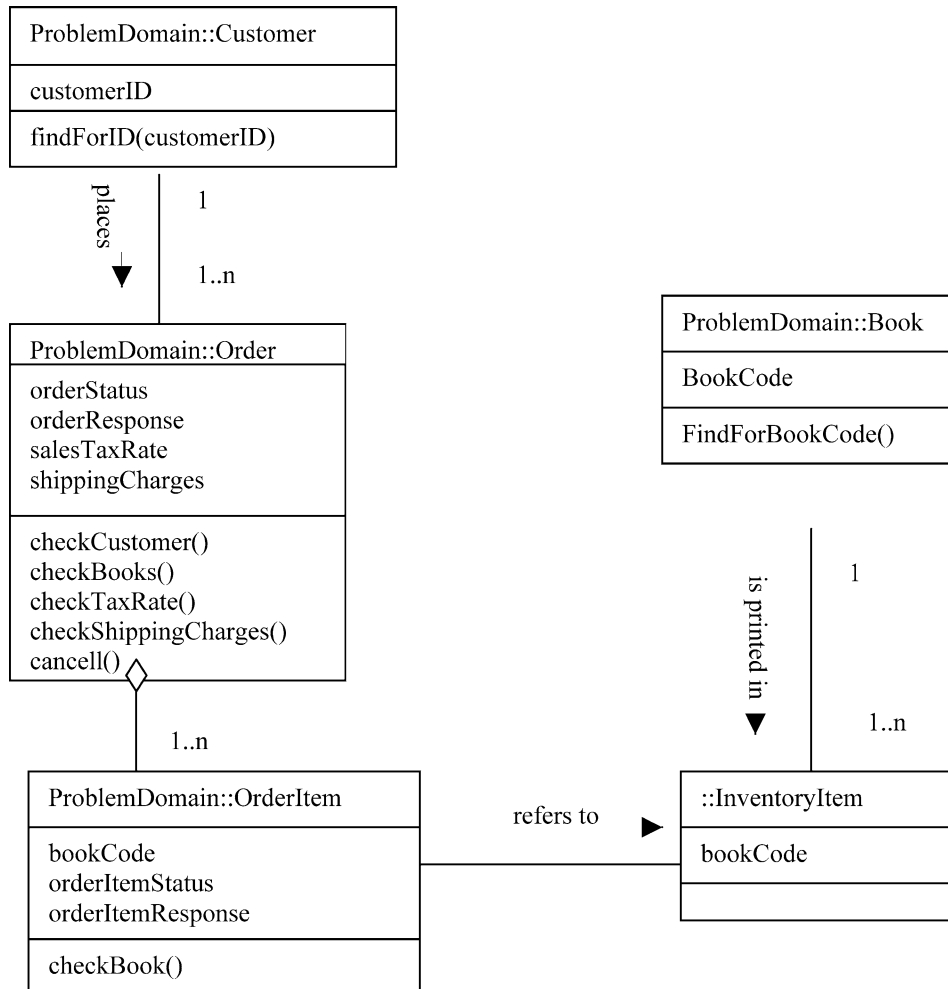 ProblemDomain::Customer
customerID
findForID(customerID)
places
1
1..n
ProblemDomain::Order
orderStatus
orderResponse
salesTaxRate
shippingCharges
checkCustomer()
checkBooks()
checkTaxRate()
checkShippingCharges()
cancell()
1..n
ProblemDomain::OrderItem
bookCode
orderItemStatus
orderItemResponse
checkBook()
refers to
ProblemDomain::Book
BookCode
FindForBookCode()
is printed in
1
1..n
::InventoryItem
bookCode